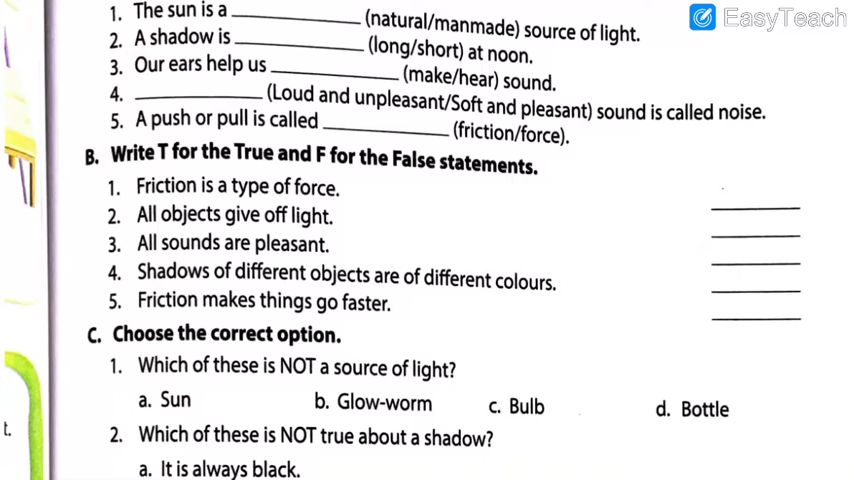 EasyTeach
1. The sun is a ____________ (natural/manmade) source of light.
2. A shadow is ____________ (long/short) at noon.
3. Our ears help us ____________ (make/hear) sound.
4. ____________ (Loud and unpleasant/Soft and pleasant) sound is called noise.
5. A push or pull is called ____________ (friction/force).
B. Write T for the True and F for the False statements.
1. Friction is a type of force. ________
2. All objects give off light. ________
3. All sounds are pleasant. ________
4. Shadows of different objects are of different colours. ________
5. Friction makes things go faster. ________
C. Choose the correct option.
1. Which of these is NOT a source of light?
a. Sun b. Glow-worm c. Bulb d. Bottle
t.
2. Which of these is NOT true about a shadow?
a. It is always black.